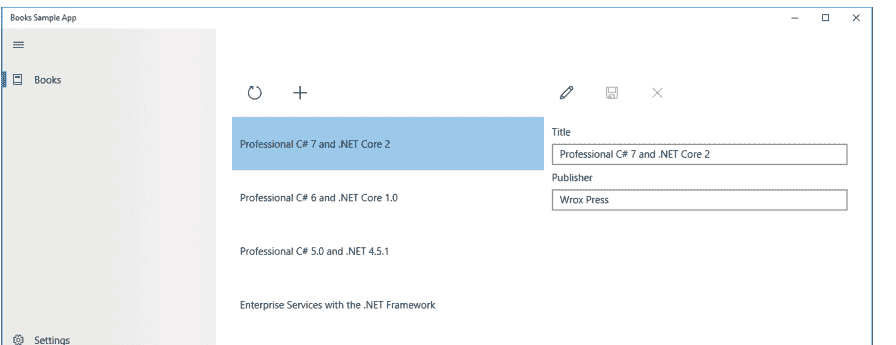 Books Sample App
Books
Professional C# 7 and .NET Core 2
Professional C# 6 and .NET Core 1.0
Professional C# 5.0 and .NET 4.5.1
Enterprise Services with the .NET Framework
Title
Professional C# 7 and .NET Core 2
Publisher
Wrox Press
Settings